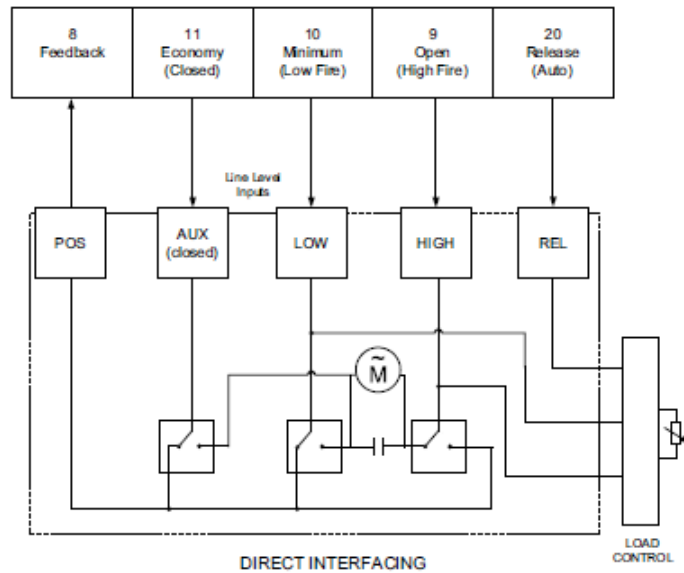 8
Feedback
11
Economy
(Closed)
10
Minimum
(Low Fire)
9
Open
(High Fire)
20
Release
(Auto)
Line Level
Inputs
POS
AUX
(closed)
LOW
HIGH
REL
~
M
LOAD
CONTROL
DIRECT INTERFACING